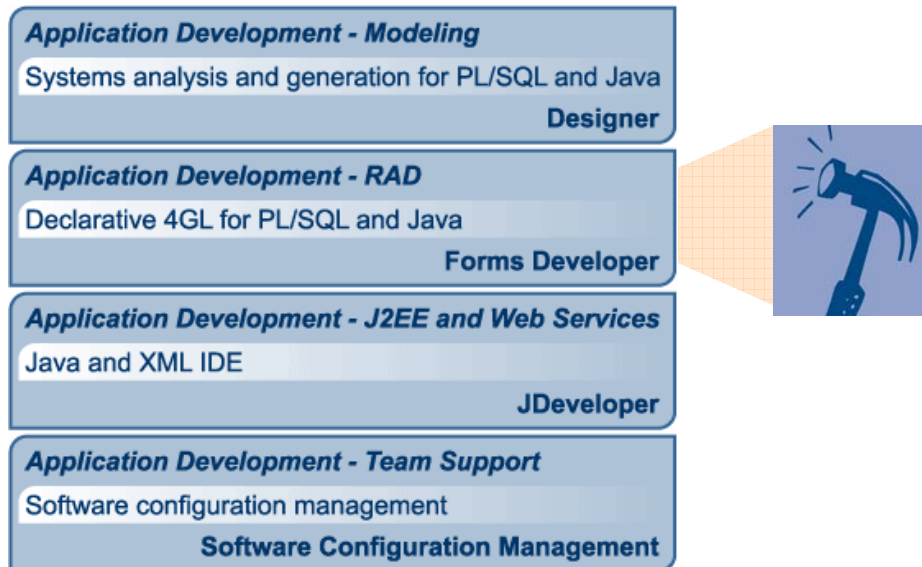 Application Development - Modeling
Systems analysis and generation for PL/SQL and Java
Designer
Application Development - RAD
Declarative 4GL for PL/SQL and Java
Forms Developer
Application Development - J2EE and Web Services
Java and XML IDE
JDeveloper
Application Development - Team Support
Software configuration management
Software Configuration Management